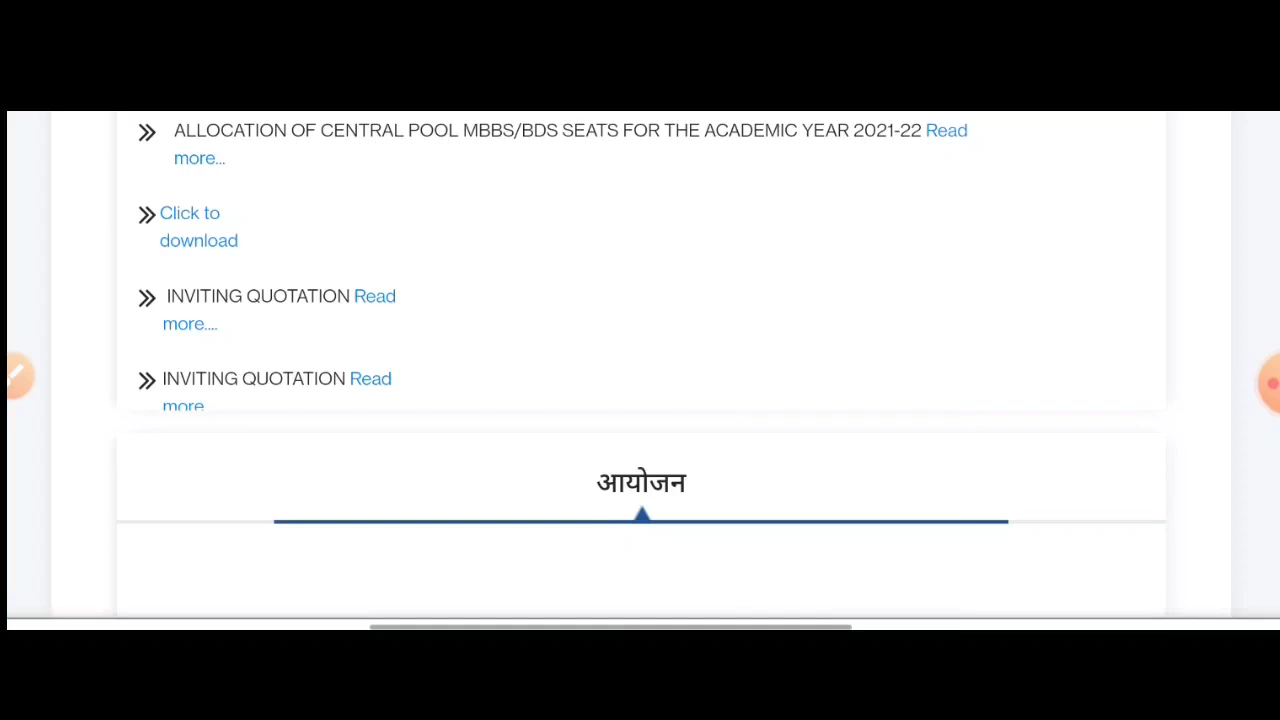 ALLOCATION OF CENTRAL POOL MBBS/BDS SEATS FOR THE ACADEMIC YEAR 2021-22 Read
more...
Click to
download
INVITING QUOTATION Read
more....
INVITING QUOTATION Read
more
आयोजन